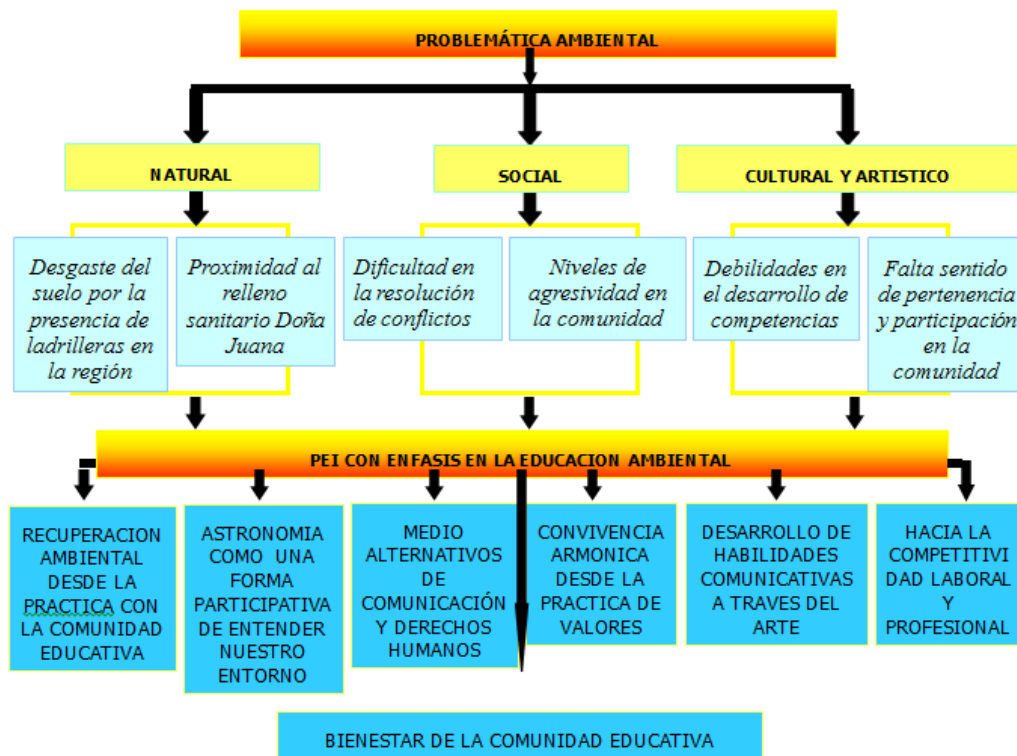 PROBLEMÁTICA AMBIENTAL
NATURAL
SOCIAL
CULTURAL Y ARTISTICO
Desgaste del
suelo por la
presencia de
ladrilleras en
la región
Proximidad al
relleno
sanitario Doña
Juana
Dificultad en
la resolución
de conflictos
Niveles de
agresividad en
la comunidad
Debilidades en
el desarrollo de
competencias
Falta sentido
de pertenencia
y participación
en la
comunidad
PEI CON ENFASIS EN LA EDUCACION AMBIENTAL
RECUPERACION
AMBIENTAL
DESDE LA
PRACTICA CON
LA COMUNIDAD
EDUCATIVA
ASTRONOMIA
COMO UNA
FORMA
PARTICIPATIVA
DE ENTENDER
NUESTRO
ENTORNO
MEDIO
ALTERNATIVOS
DE
COMUNICACIÓN
Y DERECHOS
HUMANOS
CONVIVENCIA
ARMONICA
DESDE LA
PRACTICA DE
VALORES
DESARROLLO DE
HABILIDADES
COMUNICATIVAS
A TRAVES DEL
ARTE
HACIA LA
COMPETITIVI
DAD LABORAL
Y
PROFESIONAL
BIENESTAR DE LA COMUNIDAD EDUCATIVA